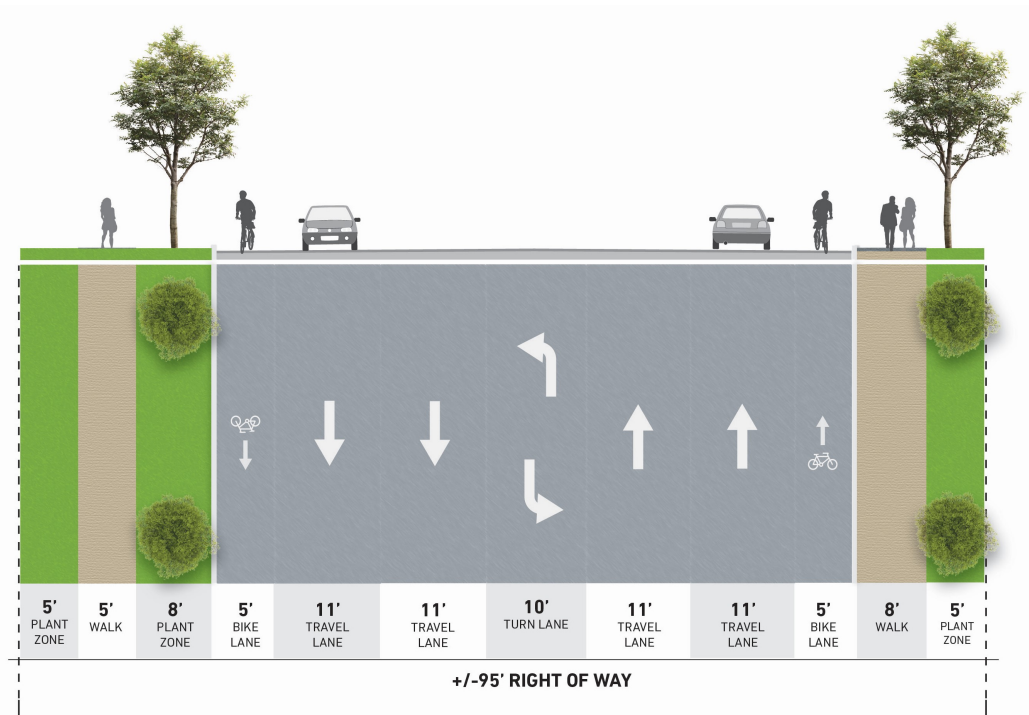 5'
PLANT
ZONE
5'
WALK
8'
PLANT
ZONE
5'
BIKE
LANE
11'
TRAVEL
LANE
11'
TRAVEL
LANE
10'
TURN LANE
11'
TRAVEL
LANE
11'
TRAVEL
LANE
5'
BIKE
LANE
8'
WALK
5'
PLANT
ZONE
+/-95' RIGHT OF WAY